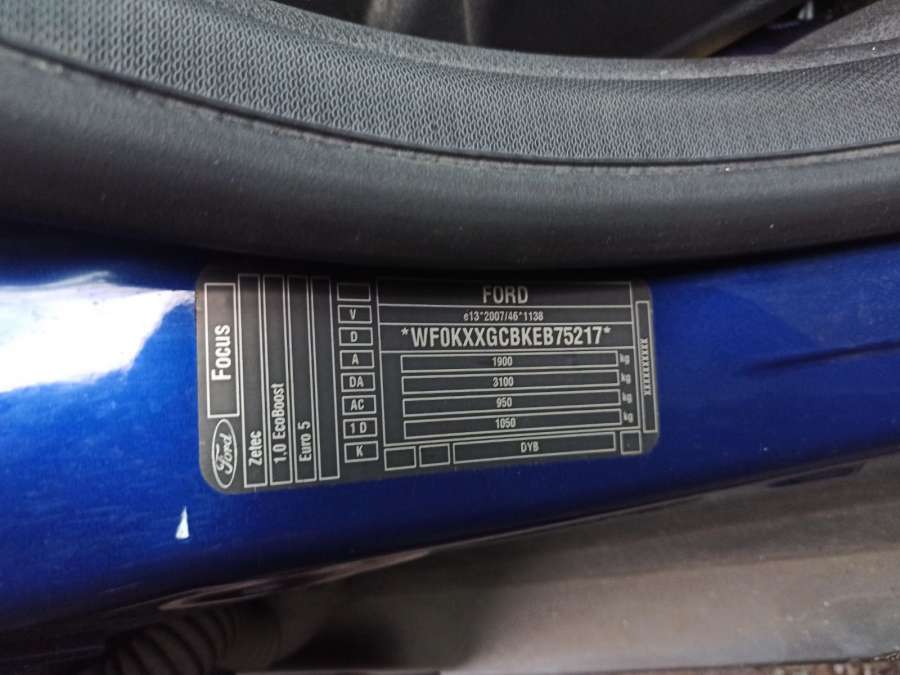 Ford
Focus
Zetec
1.0 EcoBoost
Euro 5
V
D
A
DA
AC
1 D
K
FORD
e13*2007/46*1138
*WF0KXXGCBKEB75217*
1900 kg
3100 kg
950 kg
1050 kg
DYB
XXXXXXXXXX